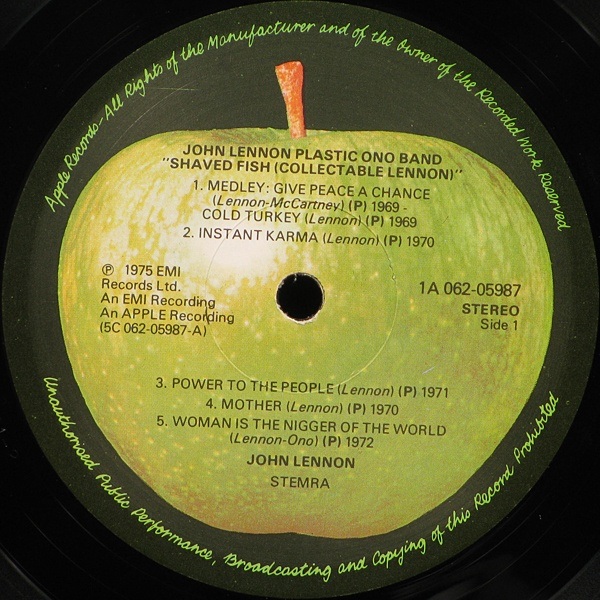 Apple Records-All Rights of the Manufacturer and of the Owner of the Recorded Work Reserved
JOHN LENNON PLASTIC ONO BAND
"SHAVED FISH (COLLECTABLE LENNON)"
1. MEDLEY: GIVE PEACE A CHANCE
(Lennon-McCartney) (P) 1969 -
COLD TURKEY (Lennon) (P) 1969
2. INSTANT KARMA (Lennon) (P) 1970
℗ 1975 EMI
Records Ltd.
An EMI Recording
An APPLE Recording
(5C 062-05987-A)
1A 062-05987
STEREO
Side 1
3. POWER TO THE PEOPLE (Lennon) (P) 1971
4. MOTHER (Lennon) (P) 1970
5. WOMAN IS THE NIGGER OF THE WORLD
(Lennon-Ono) (P) 1972
JOHN LENNON
STEMRA
Unauthorised Public Performance, Broadcasting and Copying of this Record Prohibited